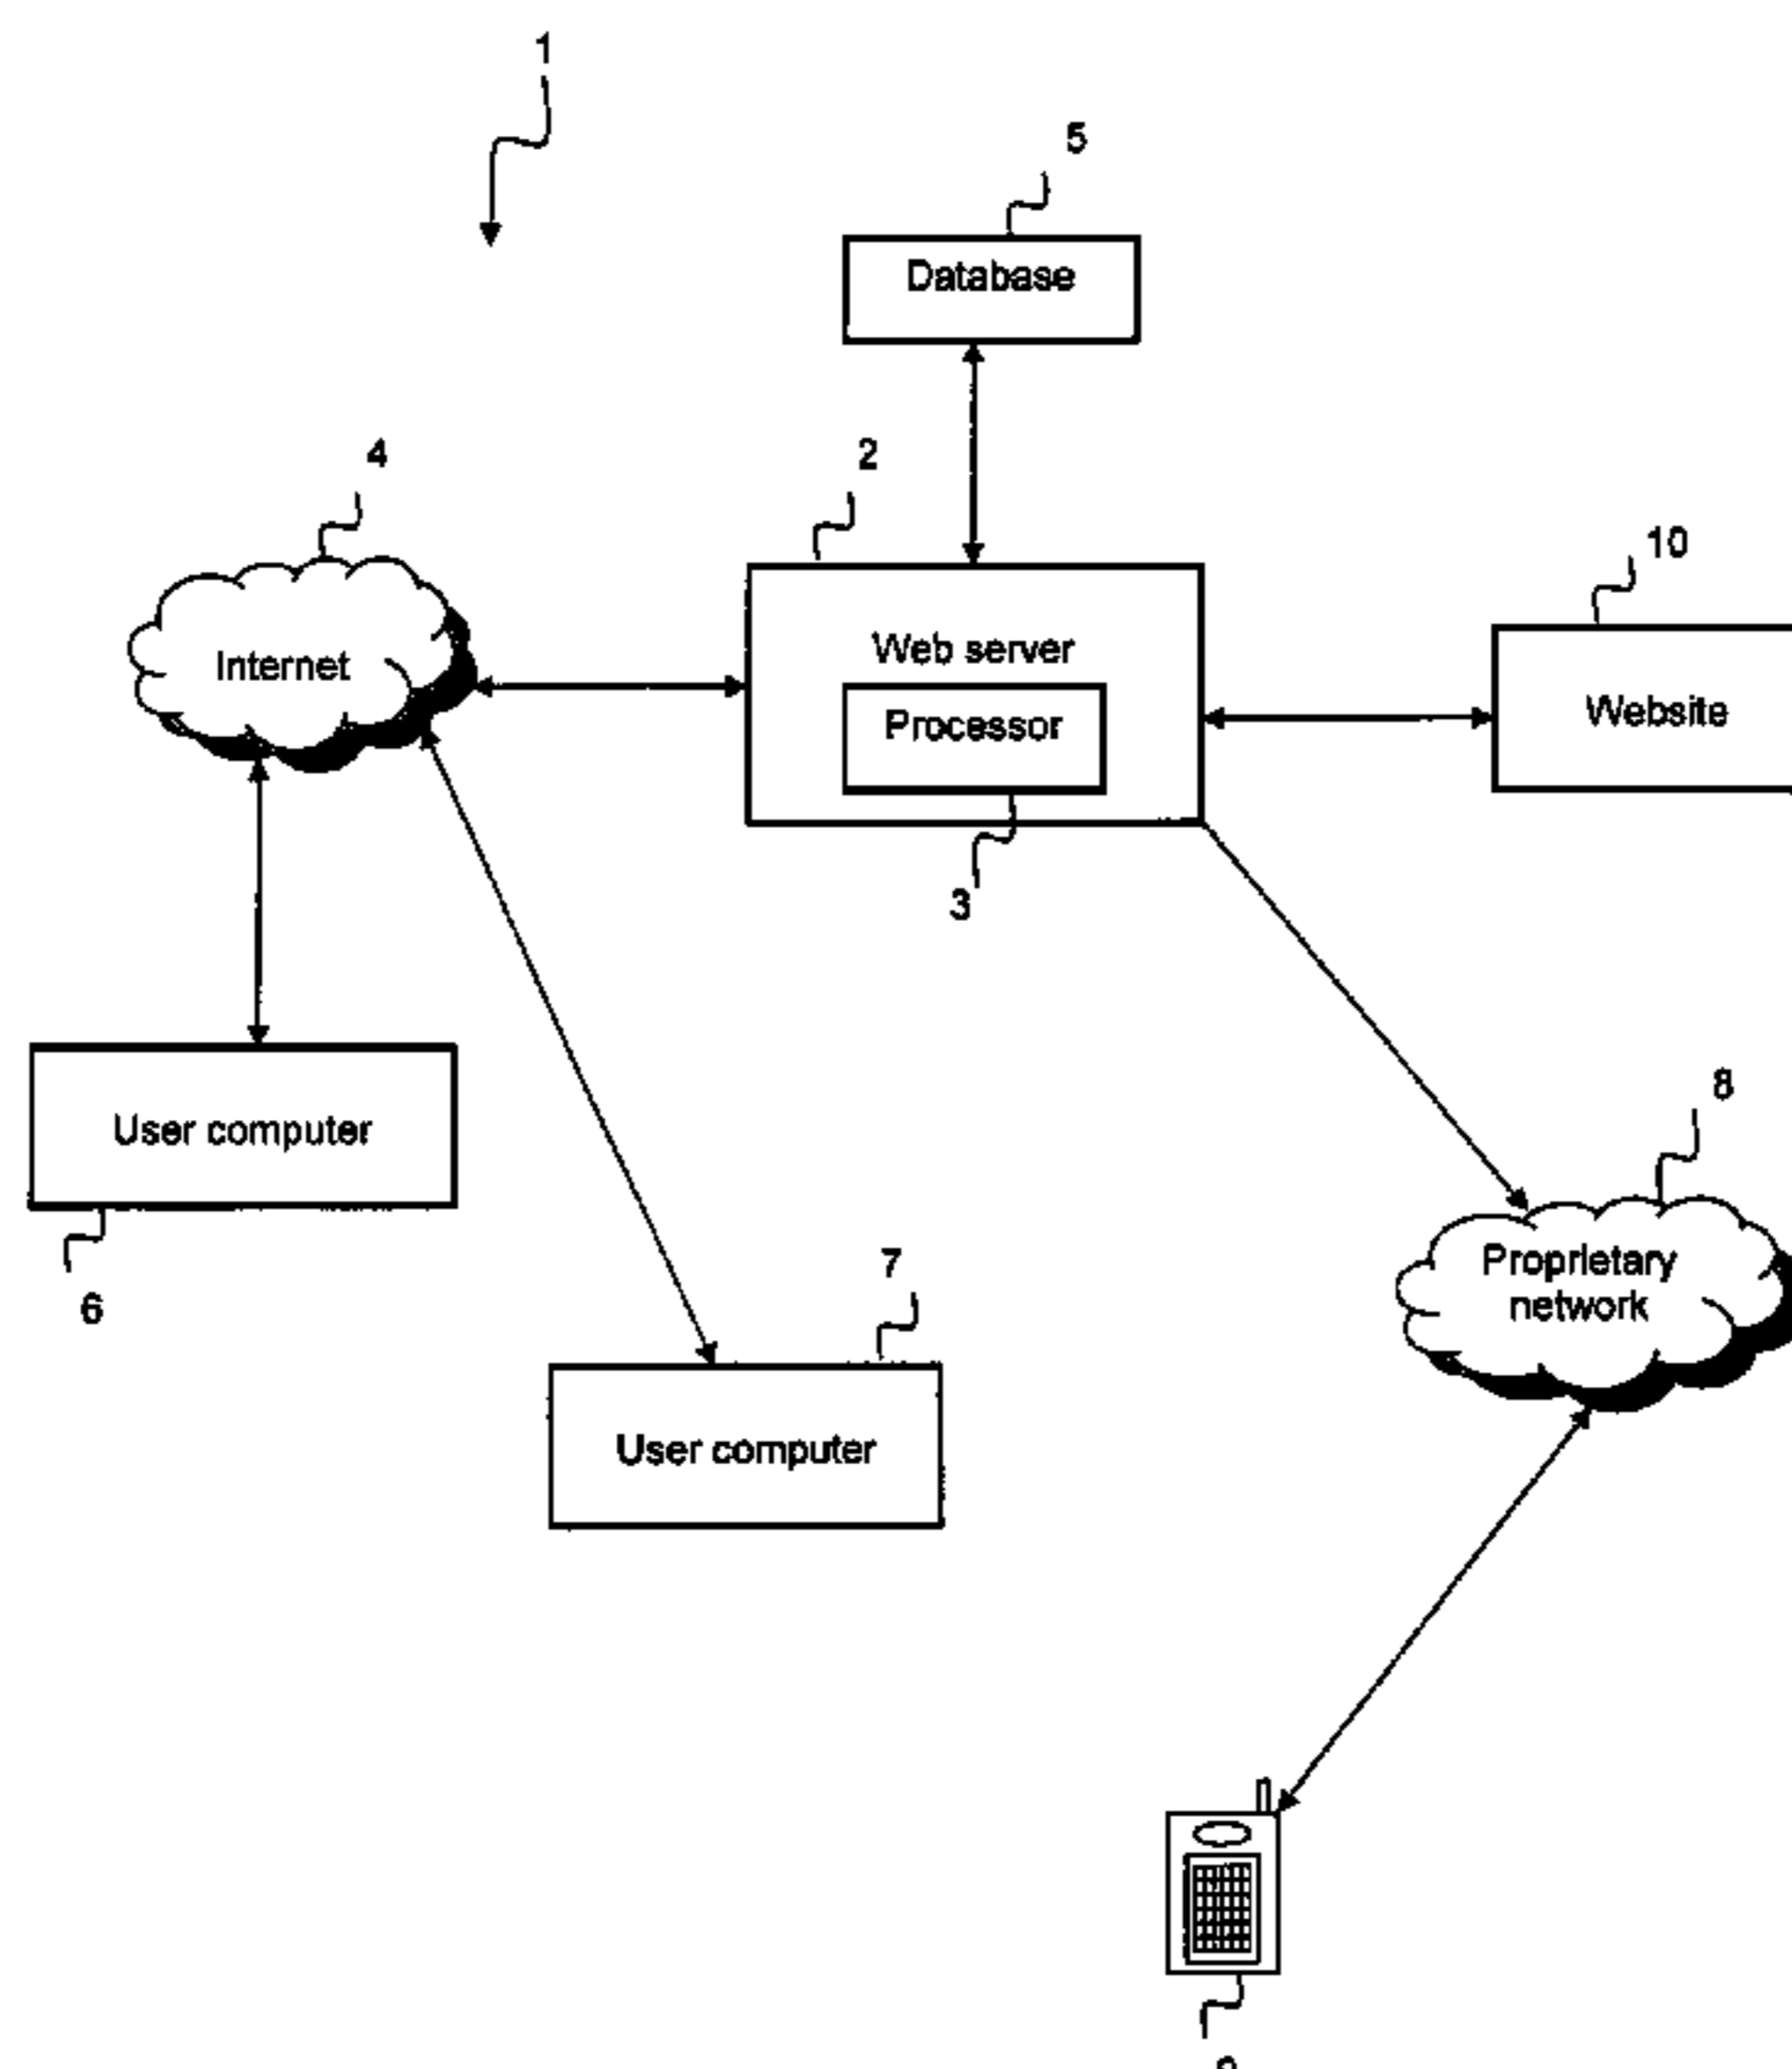 1
5
Database
4
2
10
Internet
Web server
Processor
Website
3
User computer
8
6
7
Proprietary
network
User computer